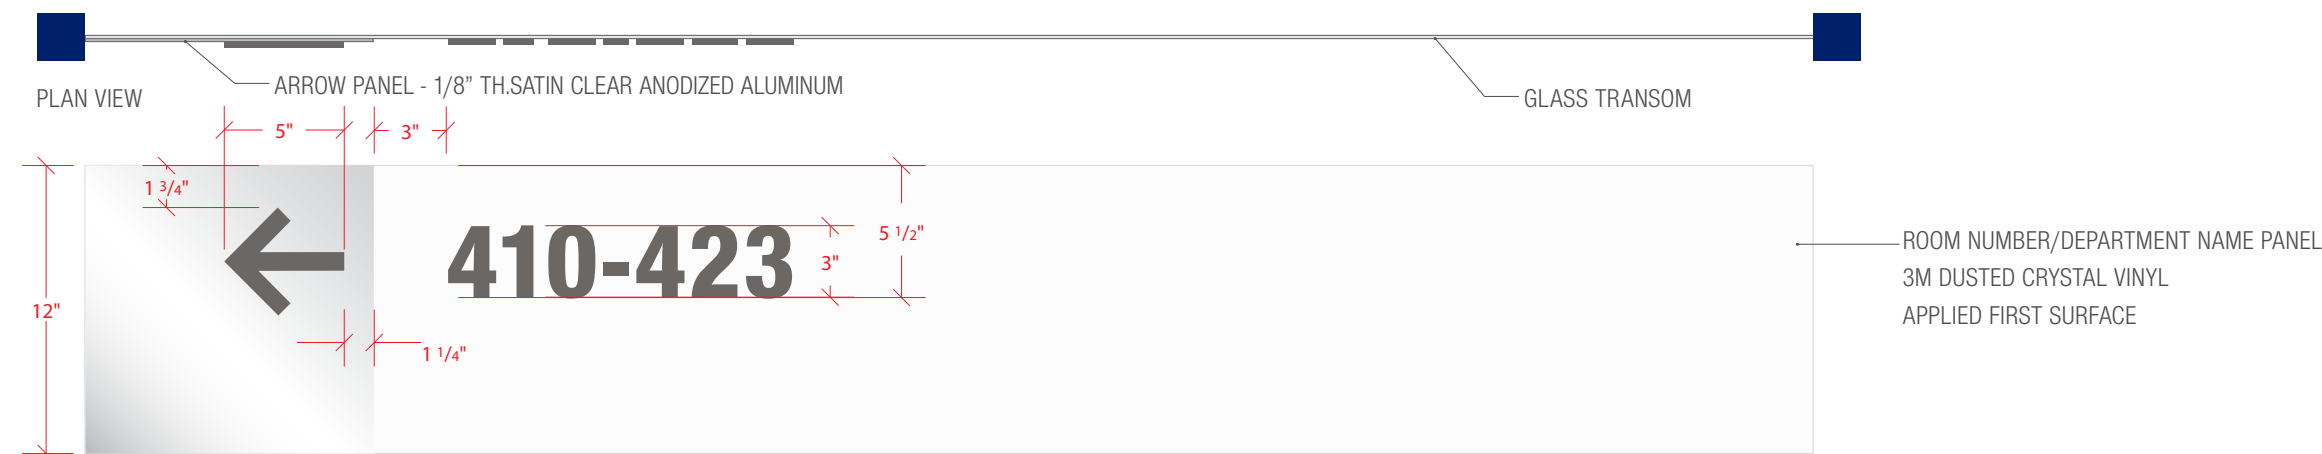 ARROW PANEL - 1/8” TH.SATIN CLEAR ANODIZED ALUMINUM
PLAN VIEW
GLASS TRANSOM
5"
3"
1 3/4"
410-423
5 1/2"
3"
12"
1 1/4"
ROOM NUMBER/DEPARTMENT NAME PANEL
3M DUSTED CRYSTAL VINYL
APPLIED FIRST SURFACE